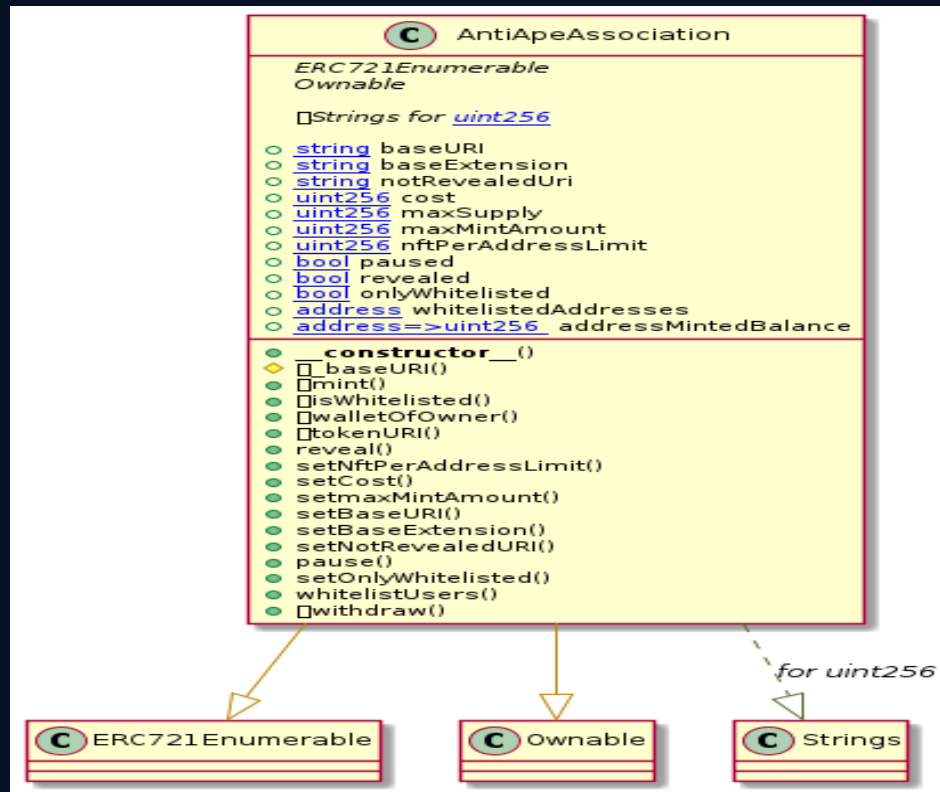 C AntiApeAssociation
ERC721Enumerable
Ownable
Strings for uint256
string baseURI
string baseExtension
string notRevealedUri
uint256 cost
uint256 maxSupply
uint256 maxMintAmount
uint256 nftPerAddressLimit
bool paused
bool revealed
bool onlyWhitelisted
address whitelistedAddresses
address=>uint256 addressMintedBalance
__constructor__()
_baseURI()
mint()
isWhitelisted()
walletOfOwner()
tokenURI()
reveal()
setNftPerAddressLimit()
setCost()
setmaxMintAmount()
setBaseURI()
setBaseExtension()
setNotRevealedURI()
pause()
setOnlyWhitelisted()
whitelistUsers()
withdraw()
for uint256
C ERC721Enumerable
C Ownable
C Strings